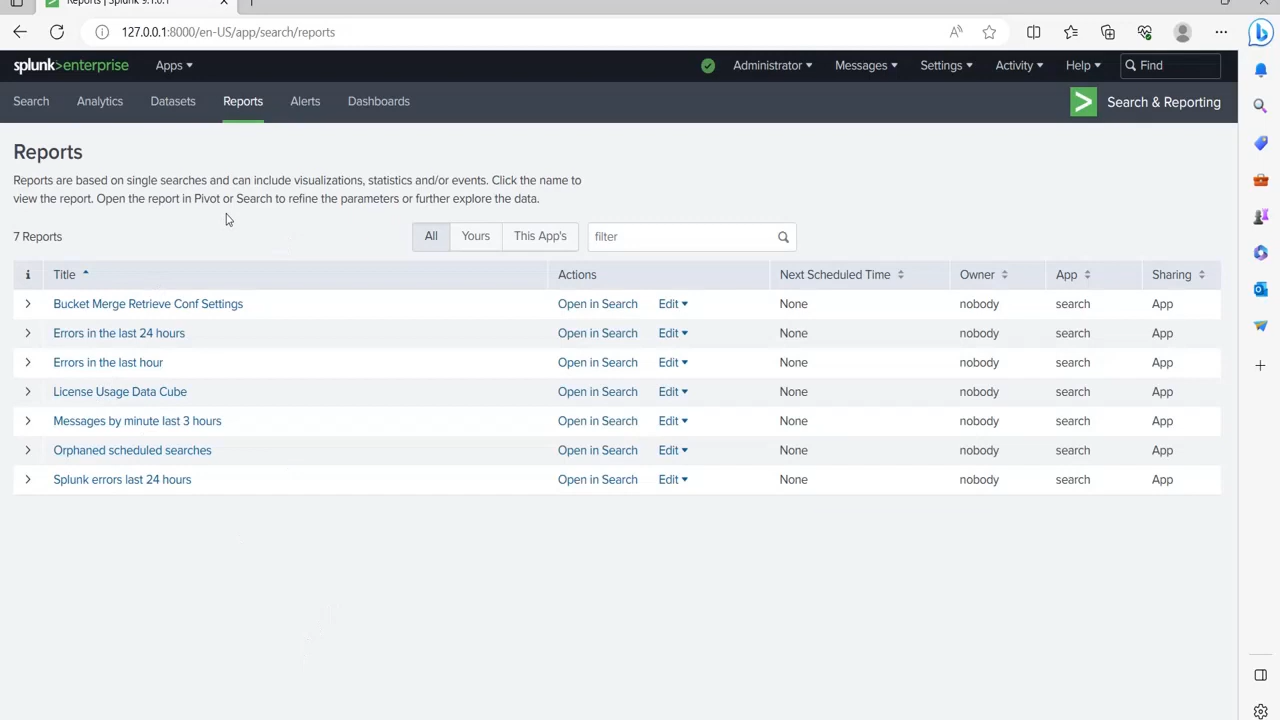 Reports | Splunk 9.1.0.1
127.0.0.1:8000/en-US/app/search/reports
splunk>enterprise Apps Administrator Messages Settings Activity Help Find
Search Analytics Datasets Reports Alerts Dashboards Search & Reporting
Reports
Reports are based on single searches and can include visualizations, statistics and/or events. Click the name to
view the report. Open the report in Pivot or Search to refine the parameters or further explore the data.
7 Reports All Yours This App's filter
i Title Actions Next Scheduled Time Owner App Sharing
Bucket Merge Retrieve Conf Settings Open in Search Edit None nobody search App
Errors in the last 24 hours Open in Search Edit None nobody search App
Errors in the last hour Open in Search Edit None nobody search App
License Usage Data Cube Open in Search Edit None nobody search App
Messages by minute last 3 hours Open in Search Edit None nobody search App
Orphaned scheduled searches Open in Search Edit None nobody search App
Splunk errors last 24 hours Open in Search Edit None nobody search App